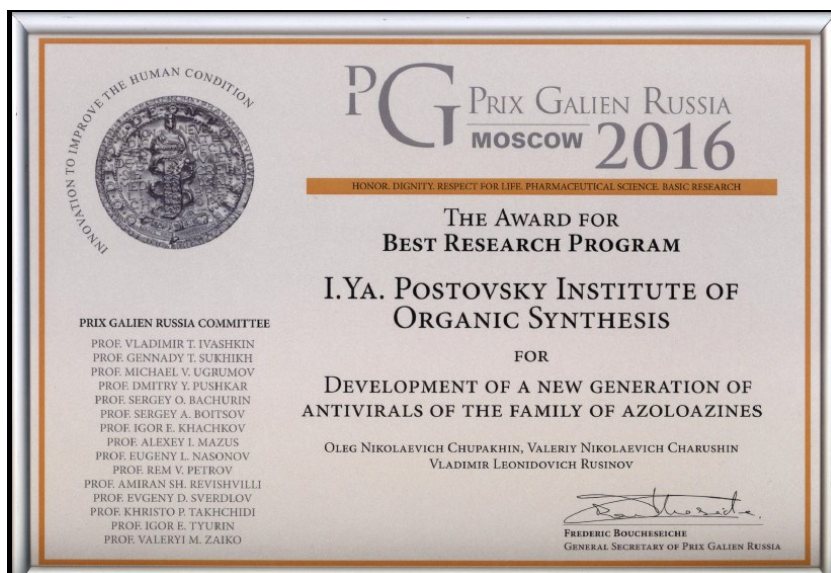 INNOVATION TO IMPROVE THE HUMAN CONDITION
PG PRIX GALIEN RUSSIA
MOSCOW 2016
HONOR. DIGNITY. RESPECT FOR LIFE. PHARMACEUTICAL SCIENCE. BASIC RESEARCH
THE AWARD FOR
BEST RESEARCH PROGRAM
I.YA. POSTOVSKY INSTITUTE OF
ORGANIC SYNTHESIS
FOR
DEVELOPMENT OF A NEW GENERATION OF
ANTIVIRALS OF THE FAMILY OF AZOLOAZINES
OLEG NIKOLAEVICH CHUPAKHIN, VALERIY NIKOLAEVICH CHARUSHIN
VLADIMIR LEONIDOVICH RUSINOV
PRIX GALIEN RUSSIA COMMITTEE
PROF. VLADIMIR T. IVASHKIN
PROF. GENNADY T. SUKHIKH
PROF. MICHAEL V. UGRUMOV
PROF. DMITRY Y. PUSHKAR
PROF. SERGEY O. BACHURIN
PROF. SERGEY A. BOITSOV
PROF. IGOR E. KHACHKOV
PROF. ALEXEY I. MAZUS
PROF. EUGENY L. NASONOV
PROF. REM V. PETROV
PROF. AMIRAN SH. REVISHVILLI
PROF. EVGENY D. SVERDLOV
PROF. KHRISTO P. TAKHCHIDI
PROF. IGOR E. TYURIN
PROF. VALERYI M. ZAIKO
FREDERIC BOUCHESEICHE
GENERAL SECRETARY OF PRIX GALIEN RUSSIA